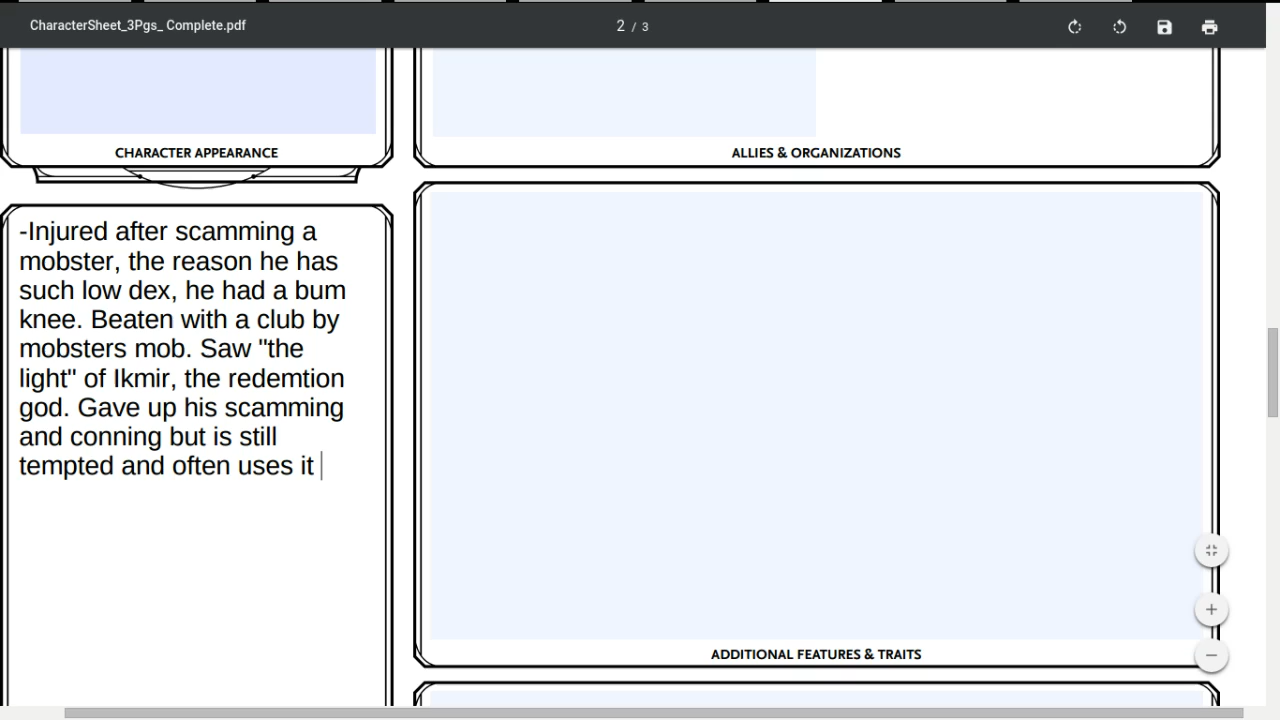 CharacterSheet_3Pgs_ Complete.pdf
2 / 3
CHARACTER APPEARANCE
ALLIES & ORGANIZATIONS
-Injured after scamming a
mobster, the reason he has
such low dex, he had a bum
knee. Beaten with a club by
mobsters mob. Saw "the
light" of Ikmir, the redemtion
god. Gave up his scamming
and conning but is still
tempted and often uses it
ADDITIONAL FEATURES & TRAITS